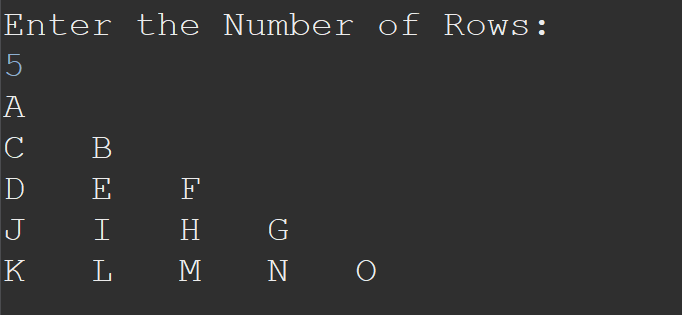 Enter the Number of Rows:
5
A
C B
D E F
J I H G
K L M N O